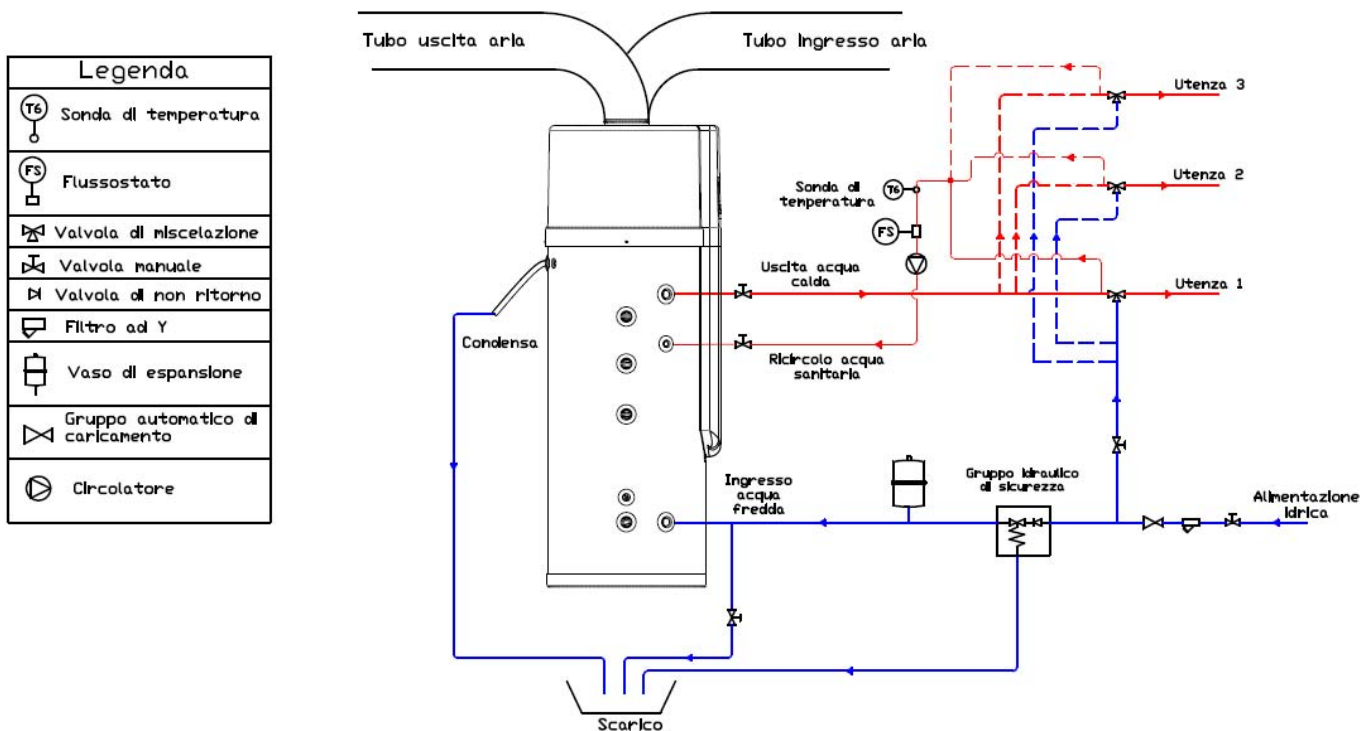 Legenda
T6
Sonda di temperatura
FS
Flussostato
Valvola di miscelazione
Valvola manuale
Valvola di non ritorno
Filtro ad Y
Vaso di espansione
Gruppo automatico di
caricamento
Circolatore
Tubo uscita aria
Tubo ingresso aria
Utenza 3
Utenza 2
Sonda di
temperatura
T6
FS
Uscita acqua
calda
Utenza 1
Condensa
Ricircolo acqua
sanitaria
Ingresso
acqua
fredda
Gruppo idraulico
di sicurezza
Alimentazione
idrica
Scarico